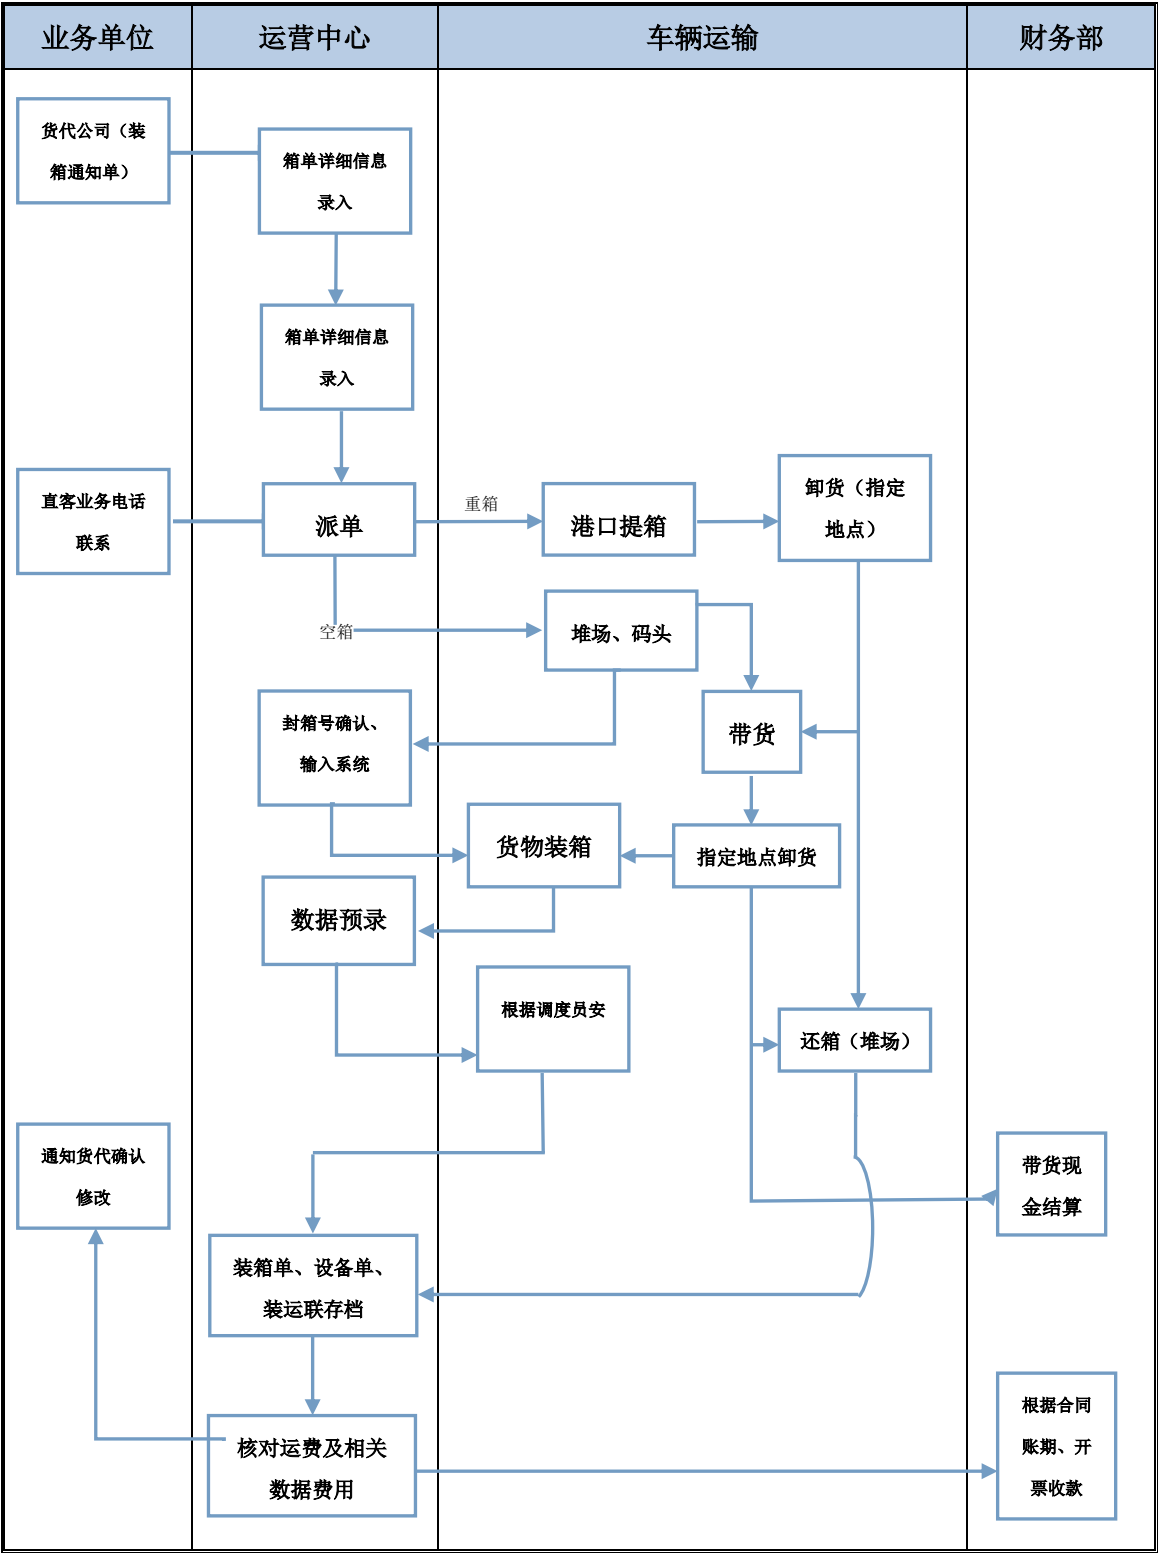 业务单位
运营中心
车辆运输
财务部
货代公司（装
箱通知单）
箱单详细信息
录入
箱单详细信息
录入
直客业务电话
联系
派单
重箱
港口提箱
卸货（指定
地点）
空箱
堆场、码头
封箱号确认、
输入系统
带货
货物装箱
指定地点卸货
数据预录
根据调度员安
还箱（堆场）
通知货代确认
修改
带货现
金结算
装箱单、设备单、
装运联存档
核对运费及相关
数据费用
根据合同
账期、开
票收款